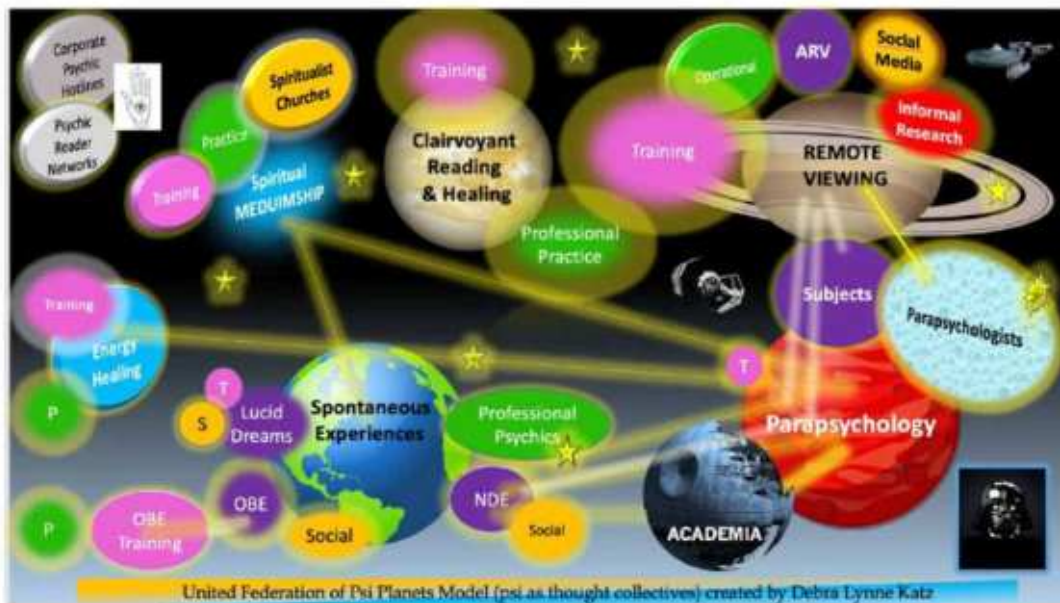 Corporate
Psychic
Hotlines
Psychic
Reader
Networks
Training
Practice
Spiritualist
Churches
Spiritual
MEDUIMSHIP
Training
Clairvoyant
Reading
& Healing
Professional
Practice
Training
Operational
ARV
Social
Media
Informal
Research
REMOTE
VIEWING
Subjects
Parapsychologists
Training
Energy
Healing
P
T
S
Lucid
Dreams
Spontaneous
Experiences
Professional
Psychics
T
Parapsychology
P
OBE
Training
OBE
Social
NDE
Social
ACADEMIA
United Federation of Psi Planets Model (psi as thought collectives) created by Debra Lynne Katz